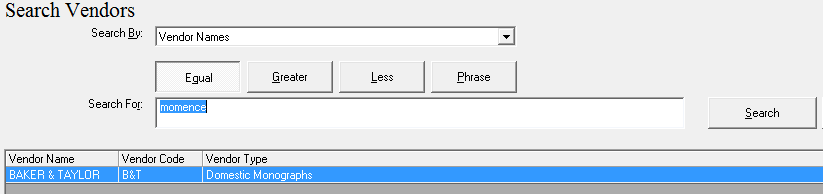 Search Vendors
Search By: Vendor Names
Equal Greater Less Phrase
Search For: momence Search
Vendor Name Vendor Code Vendor Type
BAKER & TAYLOR B&T Domestic Monographs